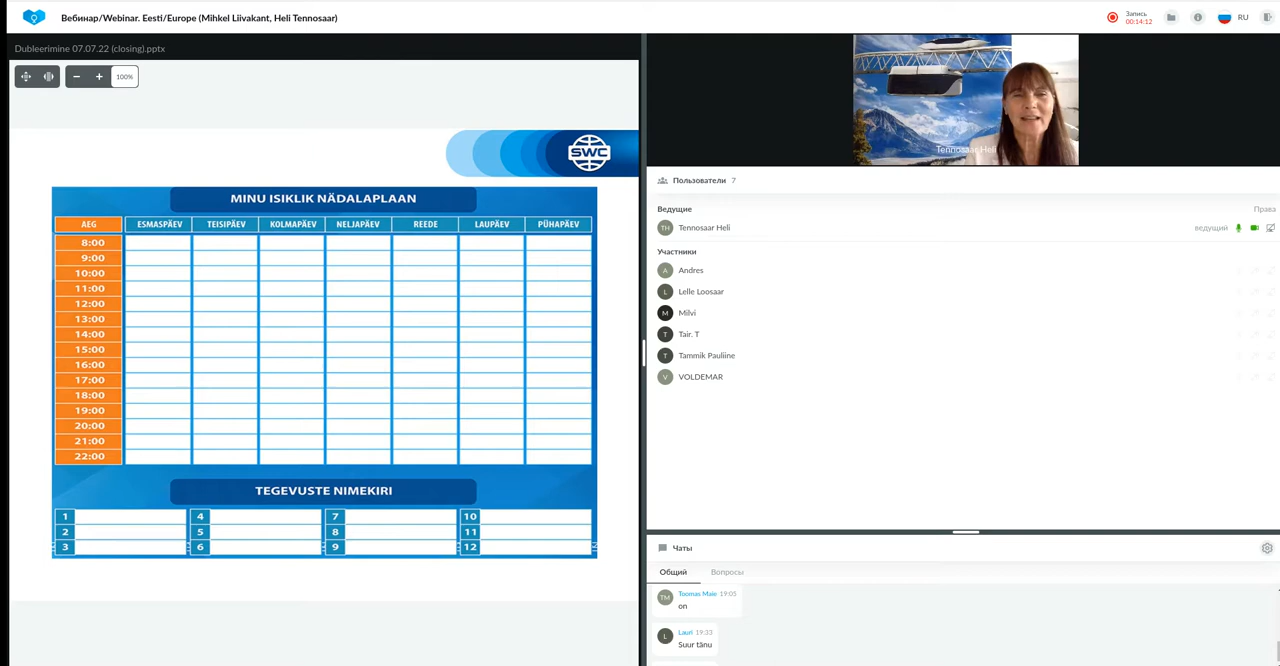 Вебинар/Webinar. Eesti/Europe (Mihkel Liivakant, Heli Tennosaar)
Запись
00:14:12
RU
Dubleerimine 07.07.22 (closing).pptx
100%
SWC
MINU ISIKLIK NÄDALAPLAAN
AEG ESMASPÄEV TEISIPÄEV KOLMAPÄEV NELJAPÄEV REEDE LAUPÄEV PÜHAPÄEV
8:00
9:00
10:00
11:00
12:00
13:00
14:00
15:00
16:00
17:00
18:00
19:00
20:00
21:00
22:00
TEGEVUSTE NIMEKIRI
1 4 7 10
2 5 8 11
3 6 9 12
Tennosaar Heli
Пользователи 7
Ведущие Права
TH Tennosaar Heli ведущий
Участники
A Andres
L Lelle Loosaar
M Milvi
T Tair. T
T Tammik Pauliine
V VOLDEMAR
Чаты
Общий Вопросы
TM Toomas Maie 19:05
on
L Lauri 19:33
Suur tänu